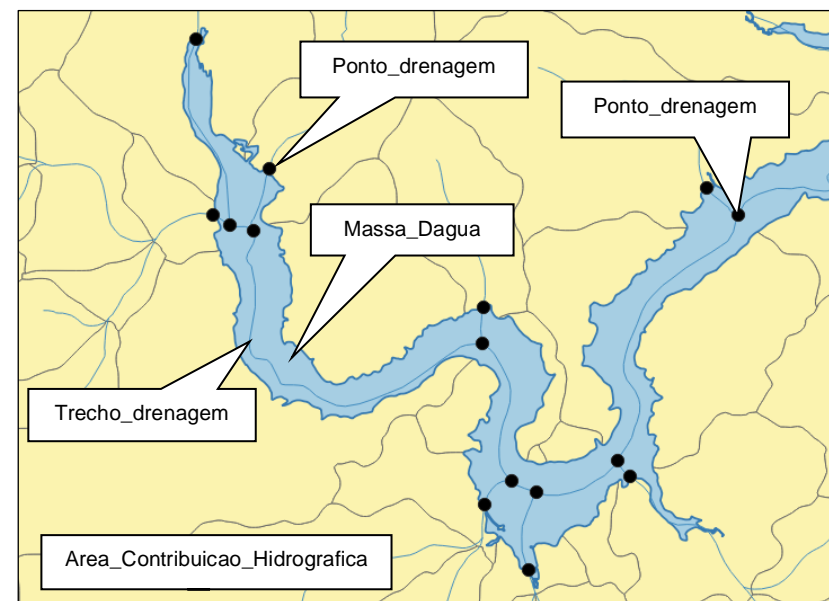 Ponto_drenagem
Ponto_drenagem
Massa_Dagua
Trecho_drenagem
Area_Contribuicao_Hidrografica